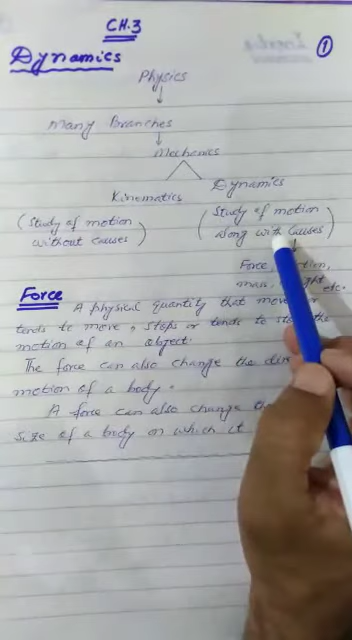 CH.3
1
Dynamics
Physics
↓
Many Branches
↓
Mechanics
Kinematics
Dynamics
(Study of motion
without causes)
(Study of motion
along with causes)
Force,
mass, etc.
Force
A physical quantity that move or
tends to move, stops or tends to the
motion of an object.
The force can also change the
motion of a body.
A force can also change
size of a body on which it